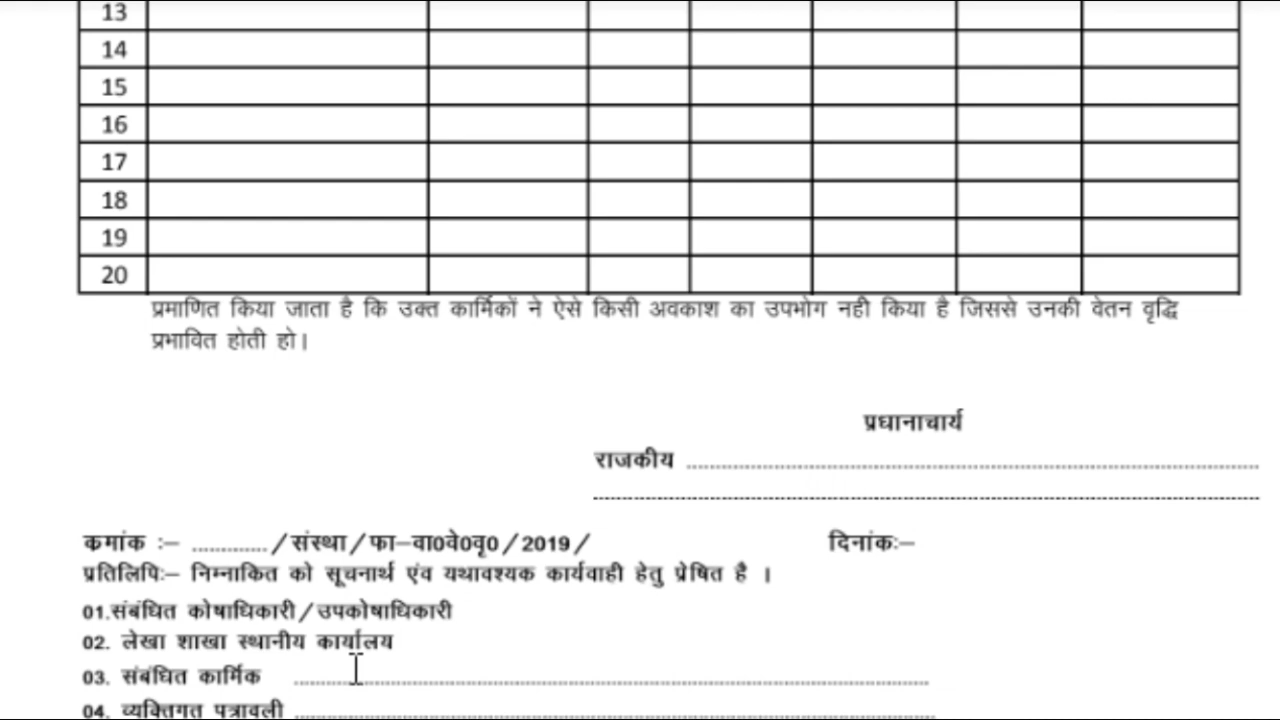 13
14
15
16
17
18
19
20
प्रमाणित किया जाता है कि उक्त कार्मिकों ने ऐसे किसी अवकाश का उपभोग नही किया है जिससे उनकी वेतन वृद्धि
प्रभावित होती हो।
प्रधानाचार्य
राजकीय ........................................................
........................................................
कमांक :– ............. /संस्था/फा–वा0वे0वृ0/2019/ दिनांकः–
प्रतिलिपिः– निम्नाकित को सूचनार्थ एंव यथावश्यक कार्यवाही हेतु प्रेषित है ।
01.संबंधित कोषाधिकारी/उपकोषाधिकारी
02. लेखा शाखा स्थानीय कार्यालय
03. संबंधित कार्मिक ........................................................
04. व्यक्तिगत पत्रावली ........................................................